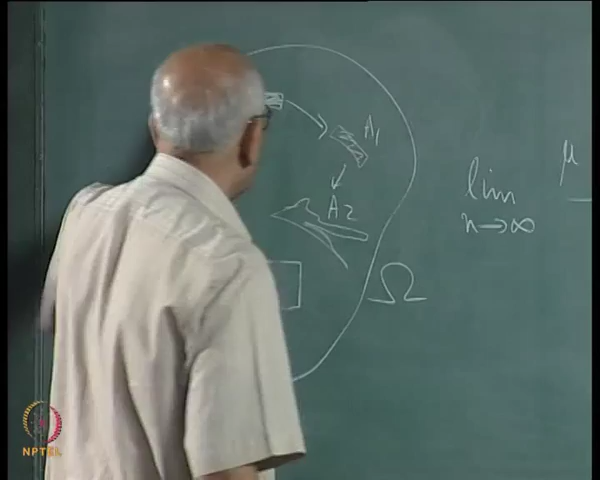 A₁
A₂
Ω
lim μ
n→∞
NPTEL